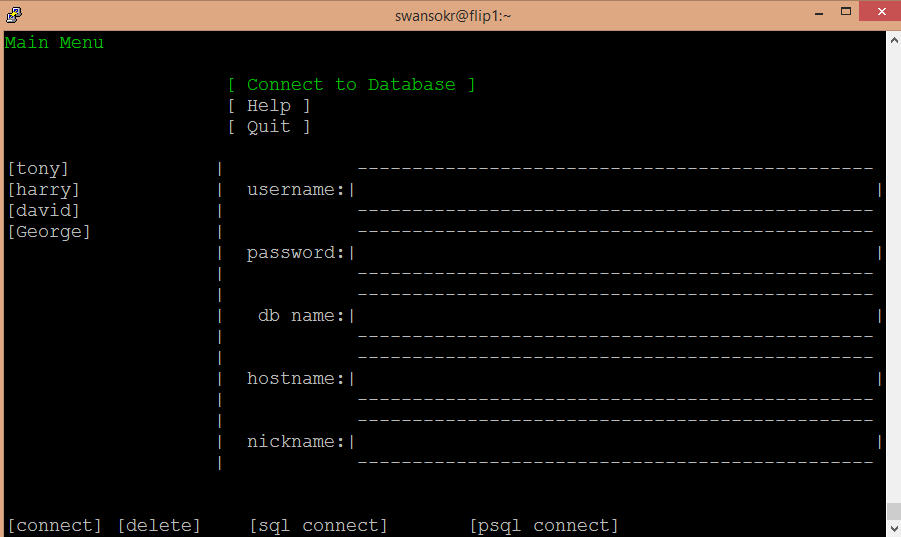 swansokr@flip1:~
Main Menu
[ Connect to Database ]
[ Help ]
[ Quit ]
[tony]
[harry]
[david]
[George]
username:
password:
db name:
hostname:
nickname:
[connect] [delete] [sql connect] [psql connect]